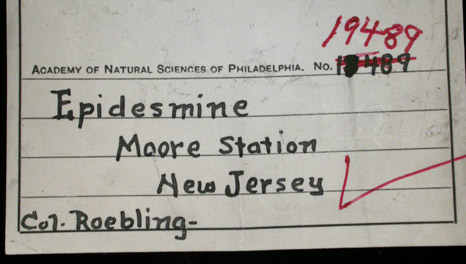 19489
ACADEMY OF NATURAL SCIENCES OF PHILADELPHIA. NO. 19489
Epidesmine
Moore Station
New Jersey
Col. Roebling-